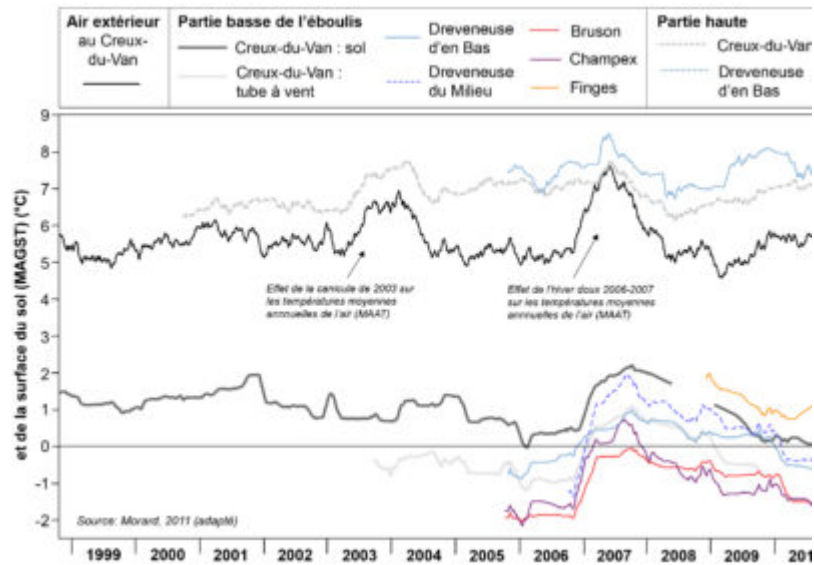 Air extérieur
au Creux-
du-Van
Partie basse de l'éboulis
Creux-du-Van : sol
Creux-du-Van :
tube à vent
Dreveneuse
d'en Bas
Dreveneuse
du Milieu
Bruson
Champex
Finges
Partie haute
Creux-du-Van
Dreveneuse
d'en Bas
et de la surface du sol (MAGST) (°C)
9
8
7
6
5
4
3
2
1
0
-1
-2
Effet de la canicule de 2003 sur
les températures moyennes
annnuelles de l'air (MAAT)
Effet de l'hiver doux 2006-2007
sur les températures moyennes
annnuelles de l'air (MAAT)
Source: Morard, 2011 (adapté)
1999 2000 2001 2002 2003 2004 2005 2006 2007 2008 2009 201